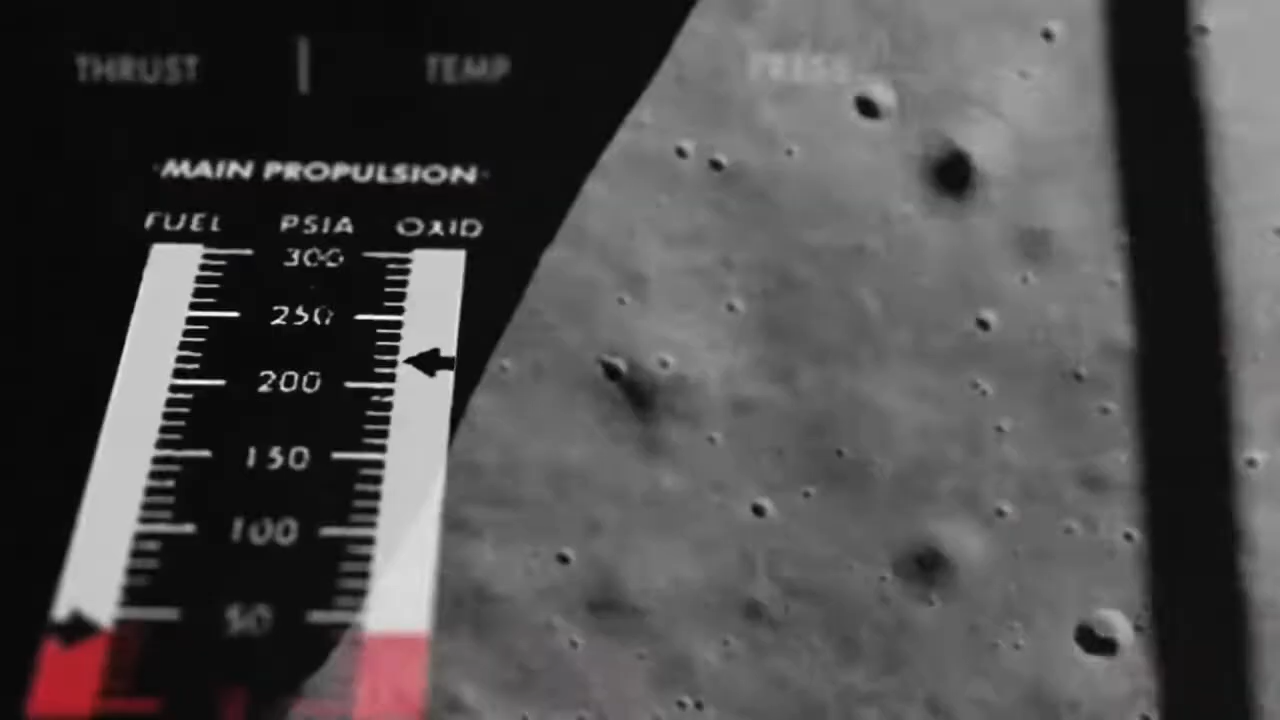 THRUST TEMP PRESS
MAIN PROPULSION
FUEL PSIA OXID
300
250
200
150
100
50